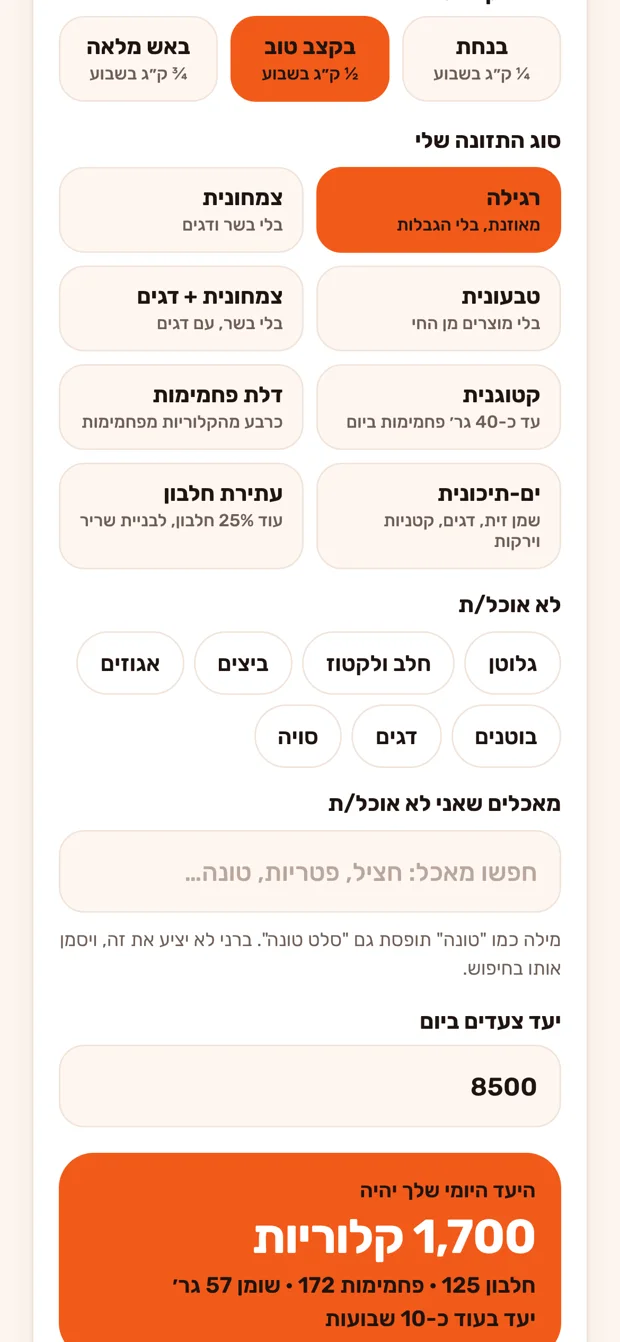 בנחת
¼ ק״ג בשבוע
בקצב טוב
½ ק״ג בשבוע
באש מלאה
¾ ק״ג בשבוע
סוג התזונה שלי
רגילה
מאוזנת, בלי הגבלות
צמחונית
בלי בשר ודגים
טבעונית
בלי מוצרים מן החי
צמחונית + דגים
בלי בשר, עם דגים
קטוגנית
עד כ-40 גר׳ פחמימות ביום
דלת פחמימות
כרבע מהקלוריות מפחמימות
ים-תיכונית
שמן זית, דגים, קטניות
וירקות
עתירת חלבון
עוד 25% חלבון, לבניית שריר
לא אוכל/ת
גלוטן
חלב ולקטוז
ביצים
אגוזים
בוטנים
דגים
סויה
מאכלים שאני לא אוכל/ת
חפשו מאכל: חציל, פטריות, טונה...
מילה כמו "טונה" תופסת גם "סלט טונה". ברני לא יציע את זה, ויסמן
אותו בחיפוש.
יעד צעדים ביום
8500
היעד היומי שלך יהיה
1,700 קלוריות
חלבון 125 • פחמימות 172 • שומן 57 גר׳
יעד בעוד כ-10 שבועות